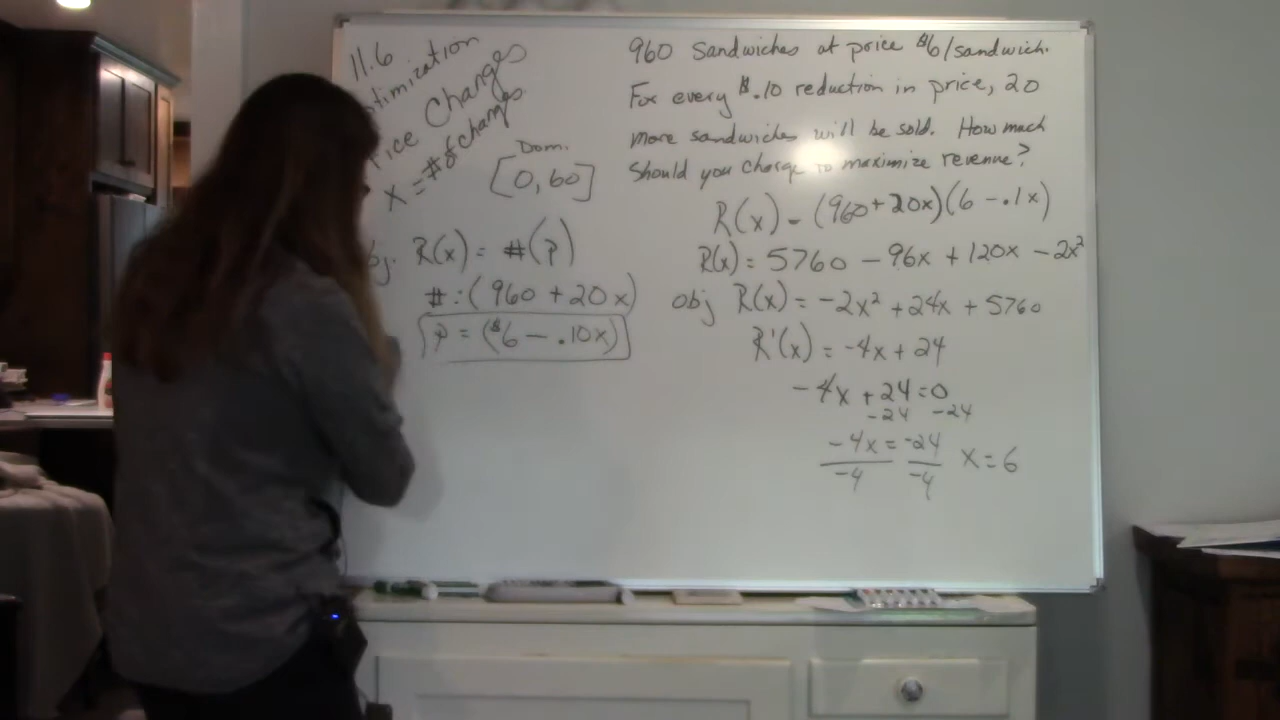 11.6
timization
ice Changes
X = # of changes
Dom.
[0, 60]
j. R(x) = #(P)
# : (960 + 20x)
P = ($6 - .10x)
960 Sandwiches at price $6/sandwich.
For every $.10 reduction in price, 20
more sandwiches will be sold. How much
should you charge to maximize revenue?
R(x) = (960 + 20x)(6 - .1x)
R(x) = 5760 - 96x + 120x - 2x²
obj R(x) = -2x² + 24x + 5760
R'(x) = -4x + 24
-4x + 24 = 0
-24 -24
-4x = -24 x = 6
-4 -4